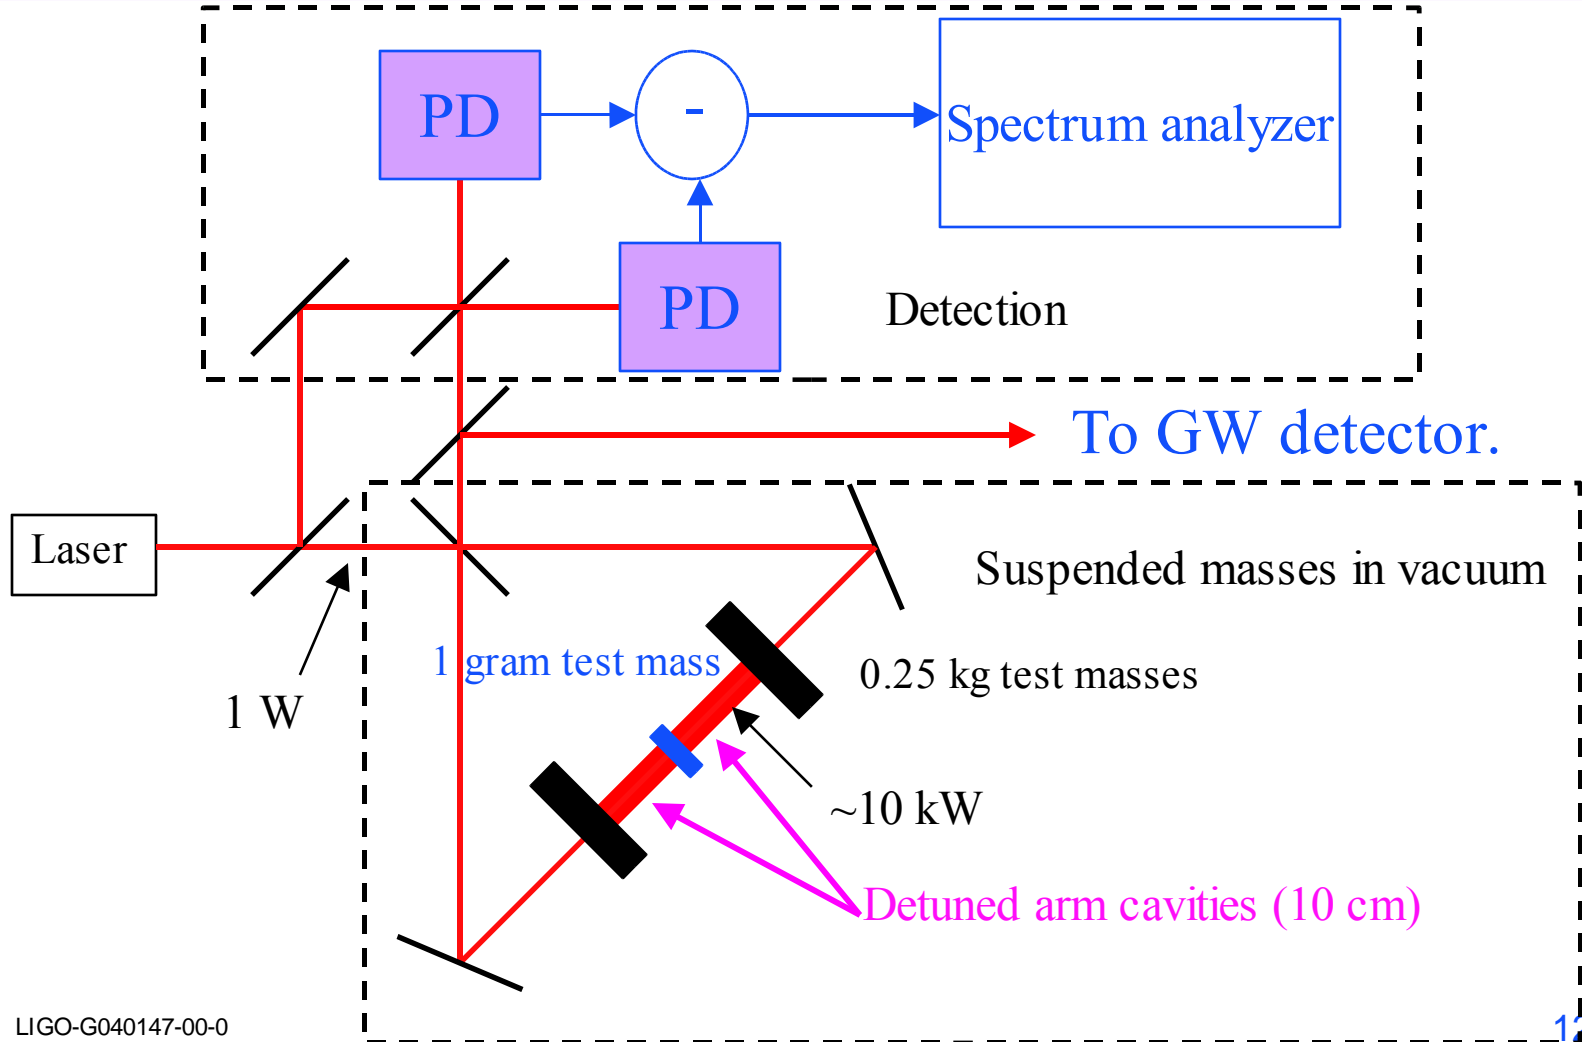 PD
-
Spectrum analyzer
PD
Detection
To GW detector.
Laser
Suspended masses in vacuum
1 gram test mass
0.25 kg test masses
1 W
~10 kW
Detuned arm cavities (10 cm)
LIGO-G040147-00-0